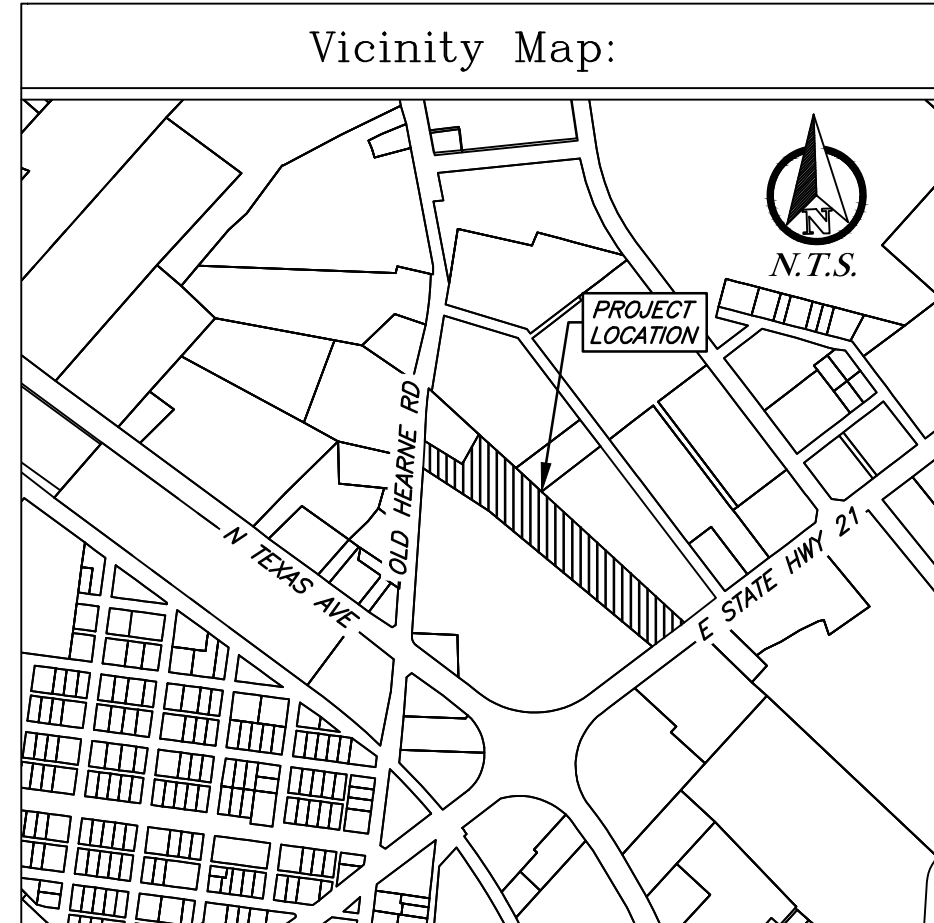 Vicinity Map:
N
N.T.S.
PROJECT
LOCATION
OLD HEARNE RD
N TEXAS AVE
E STATE HWY 21